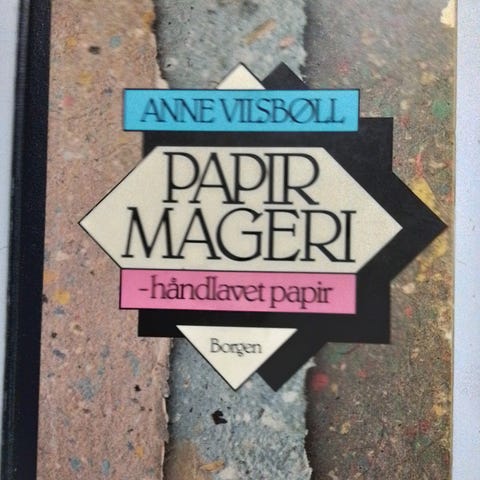 ANNE VILSBØLL
PAPIR
MAGERI
-håndlavet papir
Borgen